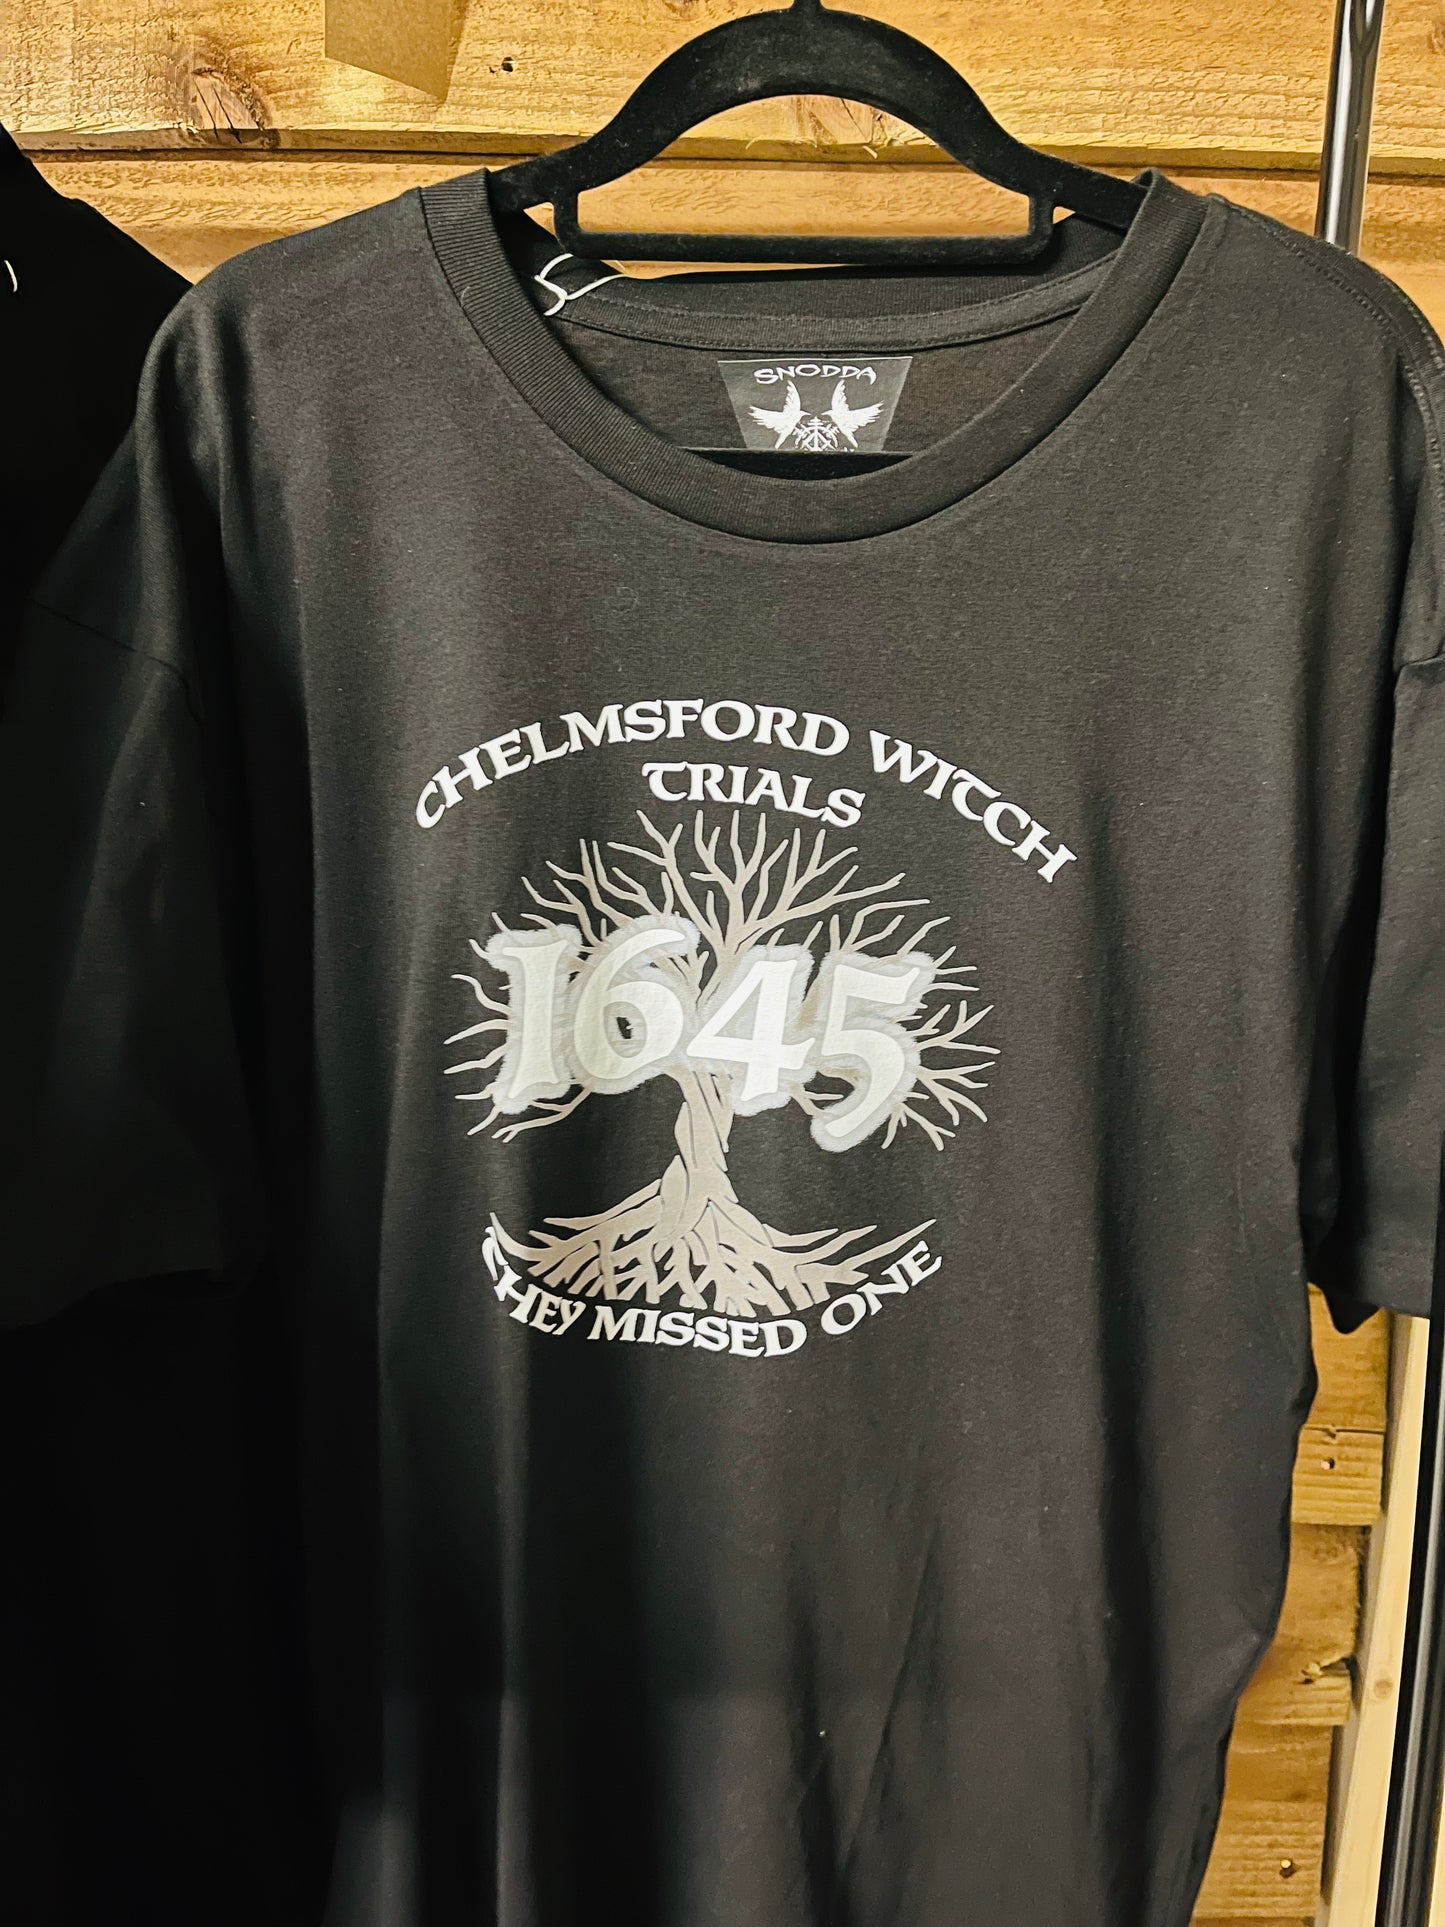 SNODDA
CHELMSFORD WITCH
TRIALS
1645
THEY MISSED ONE